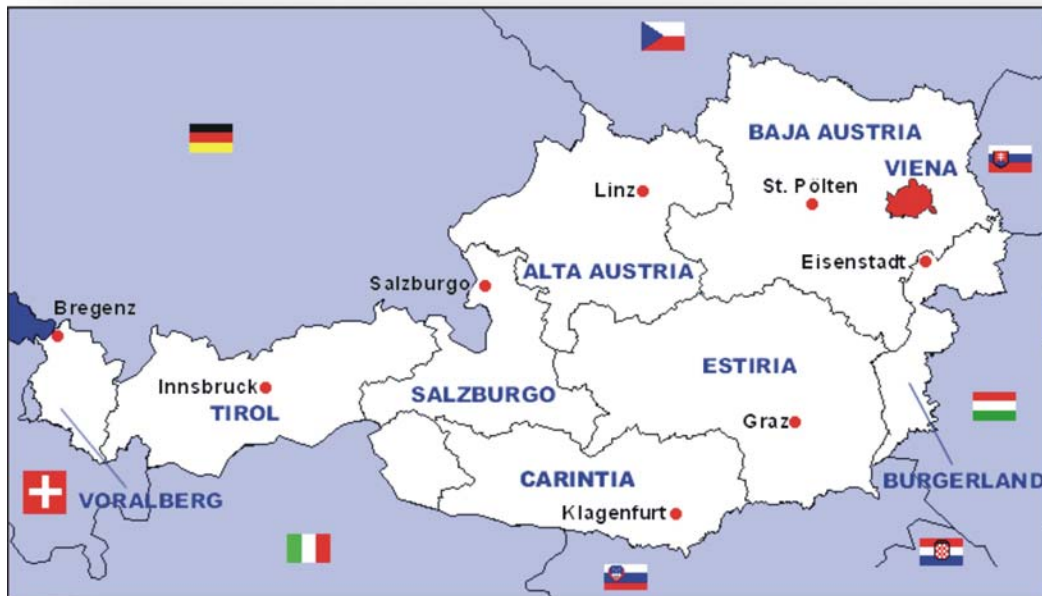 BAJA AUSTRIA
VIENA
Linz
St. Pölten
Eisenstadt
ALTA AUSTRIA
Salzburgo
Bregenz
ESTIRIA
Innsbruck
TIROL
SALZBURGO
Graz
CARINTIA
BURGERLAND
VORALBERG
Klagenfurt